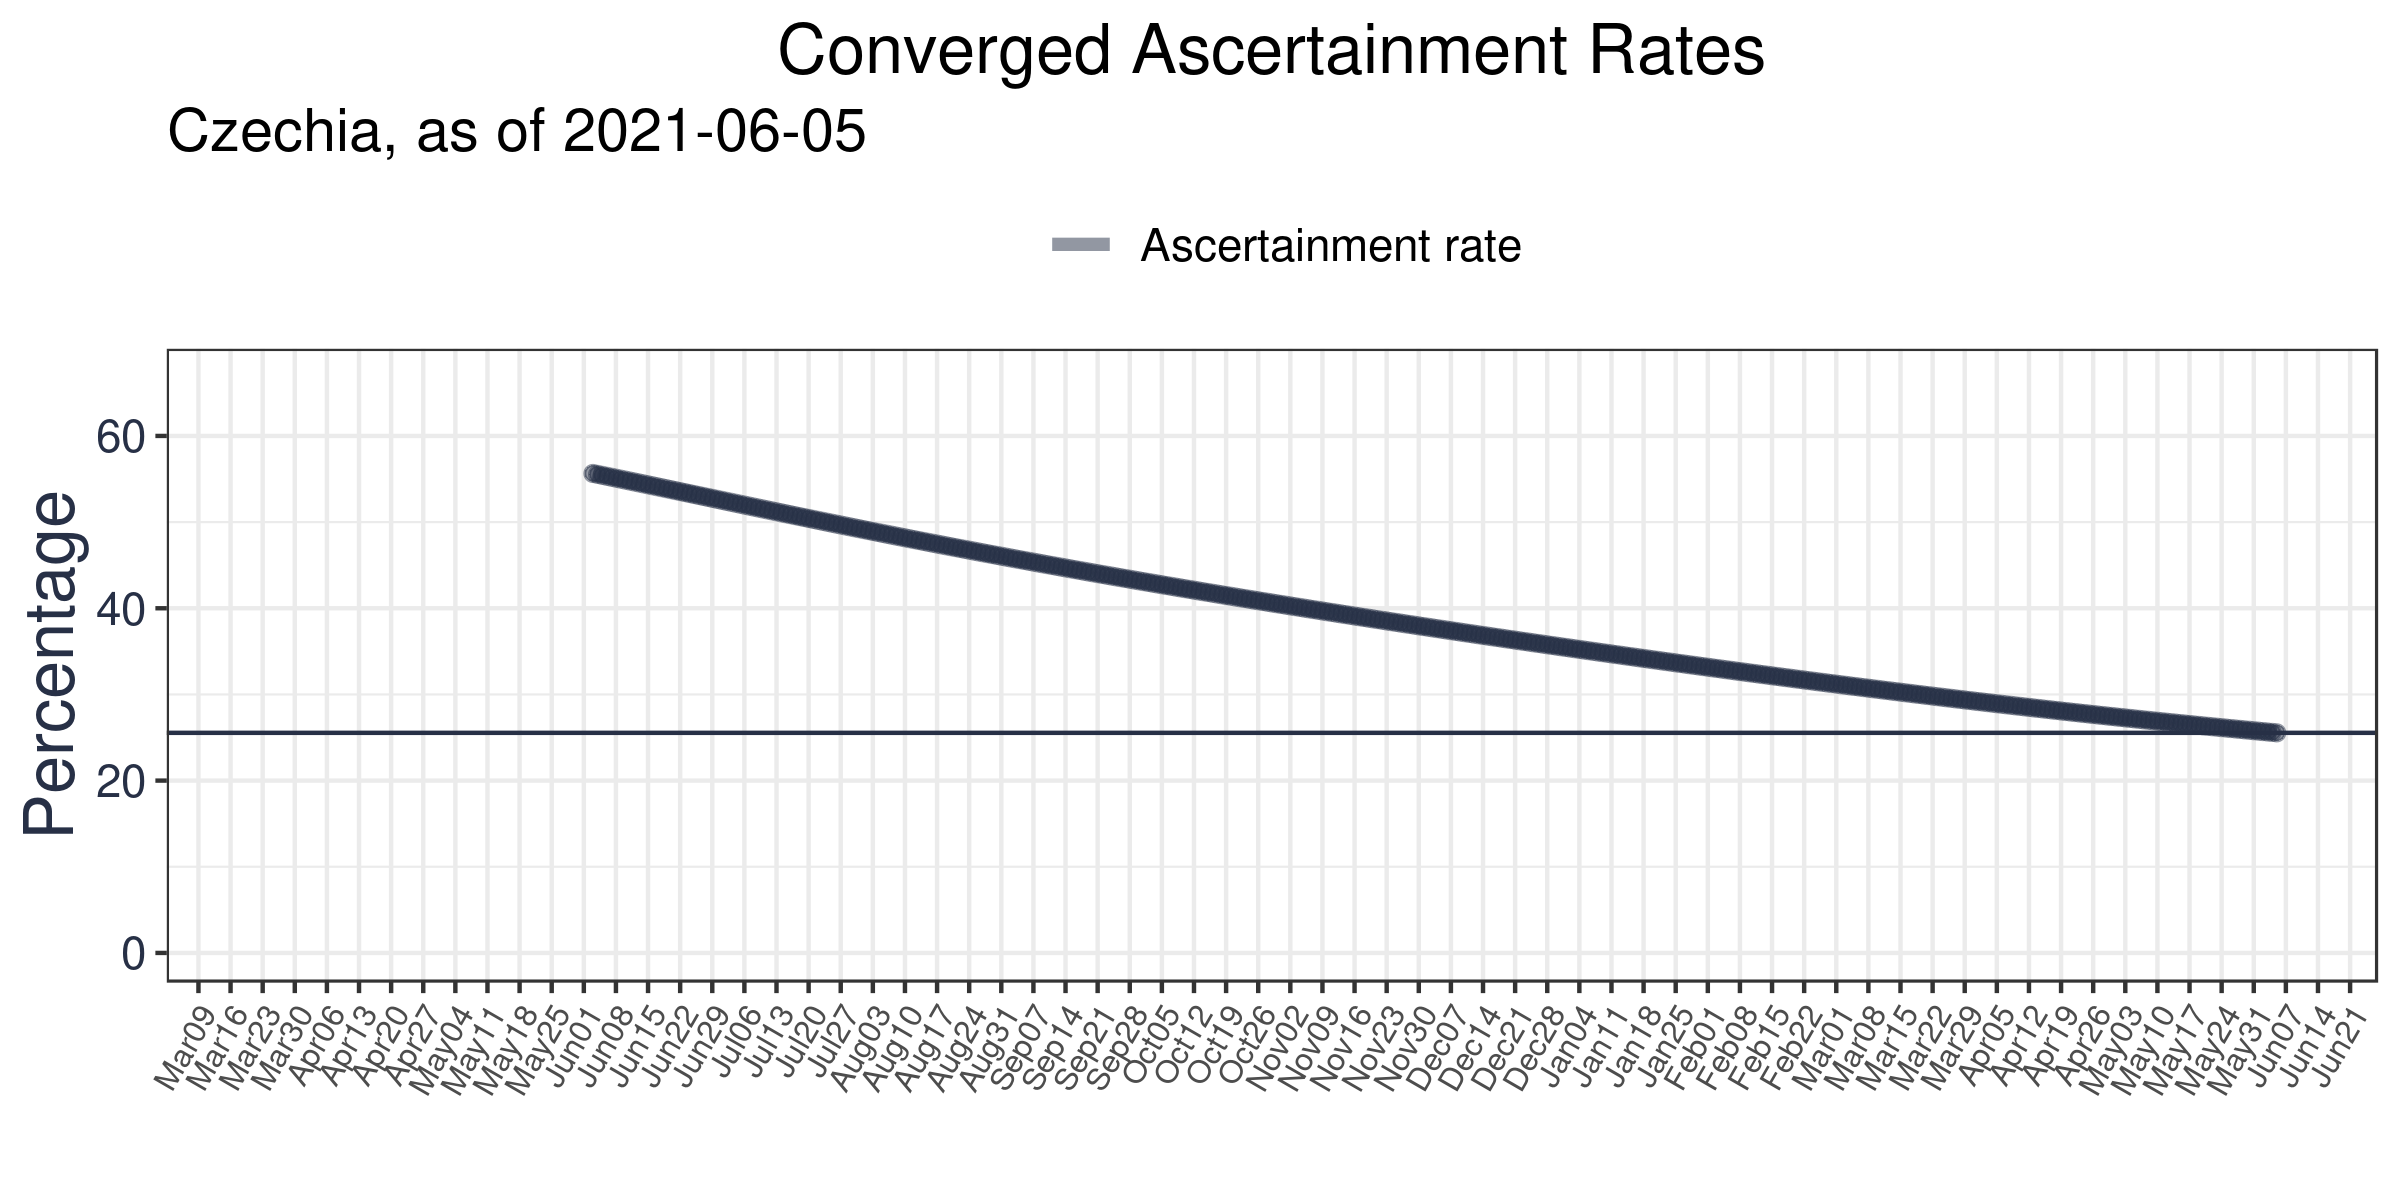 Converged Ascertainment Rates
Czechia, as of 2021-06-05
Ascertainment rate
Percentage
60
40
20
0
Mar09 Mar16 Mar23 Mar30 Apr06 Apr13 Apr20 Apr27 May04 May11 May18 May25 Jun01 Jun08 Jun15 Jun22 Jun29 Jul06 Jul13 Jul20 Jul27 Aug03 Aug10 Aug17 Aug24 Aug31 Sep07 Sep14 Sep21 Sep28 Oct05 Oct12 Oct19 Oct26 Nov02 Nov09 Nov16 Nov23 Nov30 Dec07 Dec14 Dec21 Dec28 Jan04 Jan11 Jan18 Jan25 Feb01 Feb08 Feb15 Feb22 Mar01 Mar08 Mar15 Mar22 Mar29 Apr05 Apr12 Apr19 Apr26 May03 May10 May17 May24 May31 Jun07 Jun14 Jun21